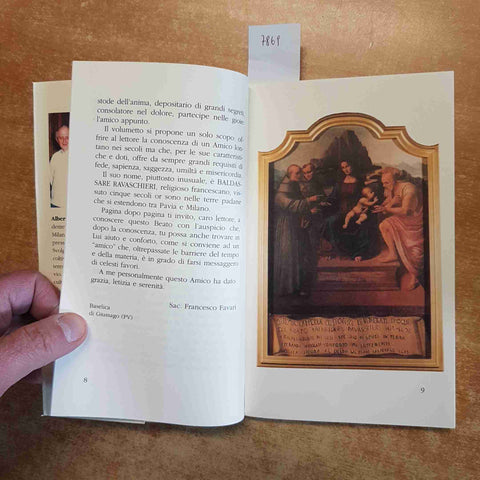 7869
stode dell'anima, depositario di grandi segreti,
consolatore nel dolore, partecipe nelle gioie
l'amico appunto.
Il volumetto si propone un solo scopo: of-
frire al lettore la conoscenza di un Amico lon-
tano nei secoli ma che, per le sue caratteristi-
che e doti, offre da sempre grandi requisiti di
fede, sapienza, saggezza, umiltà e misericordia.
Il suo nome, piuttosto inusuale, è BALDAS-
SARE RAVASCHIERI, religioso francescano, vis-
suto cinque secoli or sono nelle terre padane
che si estendono tra Pavia e Milano.
Pagina dopo pagina ti invito, caro lettore, a
conoscere questo Beato con l'auspicio che,
dopo la conoscenza, tu possa anche trovare in
Lui aiuto e conforto, come si conviene ad un
"amico" che, oltrepassate le barriere del tempo
e della materia, è in grado di farsi messaggero
di celesti favori.
A me personalmente questo Amico ha dato
grazia, letizia e serenità.
Sac. Francesco Favari
Basilica
di Gnignago (PV)
8
9
Alber